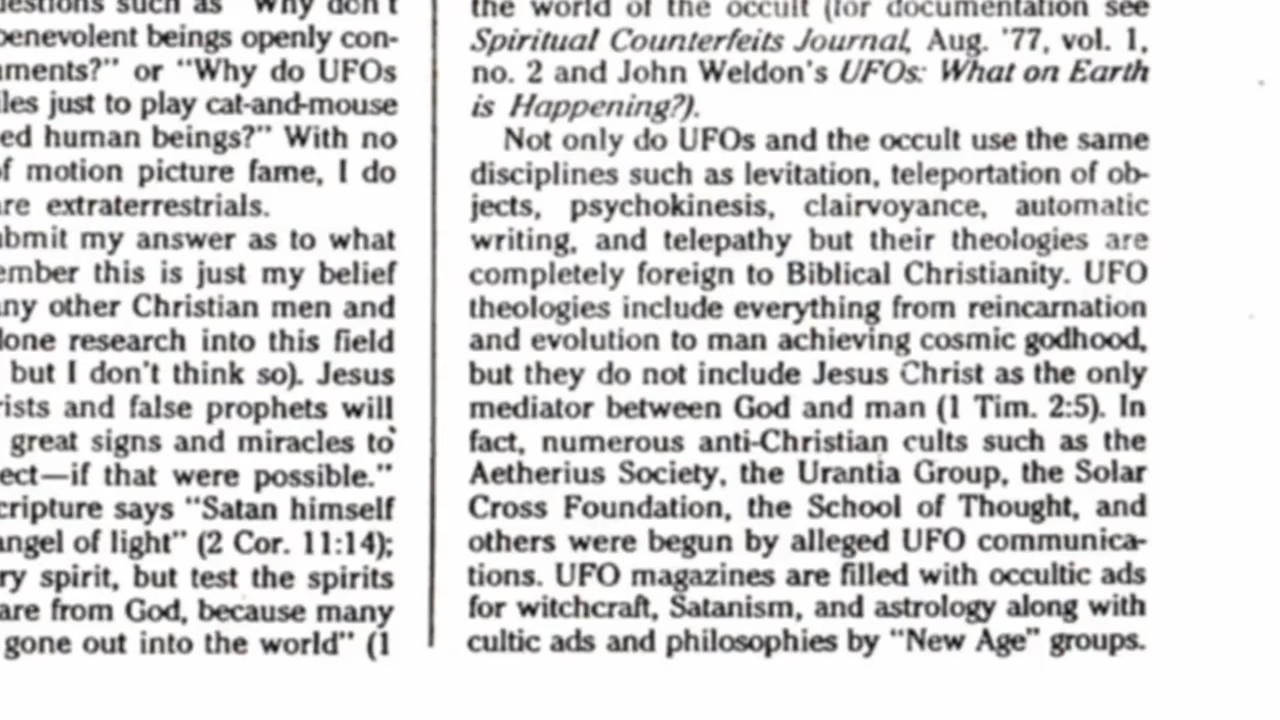 estions such as "Why don't
benevolent beings openly con-
ments?" or "Why do UFOs
les just to play cat-and-mouse
ed human beings?" With no
f motion picture fame, I do
re extraterrestrials.
bmit my answer as to what
ember this is just my belief
ny other Christian men and
lone research into this field
but I don't think so). Jesus
ists and false prophets will
great signs and miracles to
ect—if that were possible."
cripture says "Satan himself
angel of light" (2 Cor. 11:14);
ry spirit, but test the spirits
are from God, because many
gone out into the world" (1
the world of the occult (for documentation see
Spiritual Counterfeits Journal, Aug. '77, vol. 1,
no. 2 and John Weldon's UFOs: What on Earth
is Happening?).
Not only do UFOs and the occult use the same
disciplines such as levitation, teleportation of ob-
jects, psychokinesis, clairvoyance, automatic
writing, and telepathy but their theologies are
completely foreign to Biblical Christianity. UFO
theologies include everything from reincarnation
and evolution to man achieving cosmic godhood,
but they do not include Jesus Christ as the only
mediator between God and man (1 Tim. 2:5). In
fact, numerous anti-Christian cults such as the
Aetherius Society, the Urantia Group, the Solar
Cross Foundation, the School of Thought, and
others were begun by alleged UFO communica-
tions. UFO magazines are filled with occultic ads
for witchcraft, Satanism, and astrology along with
cultic ads and philosophies by "New Age" groups.